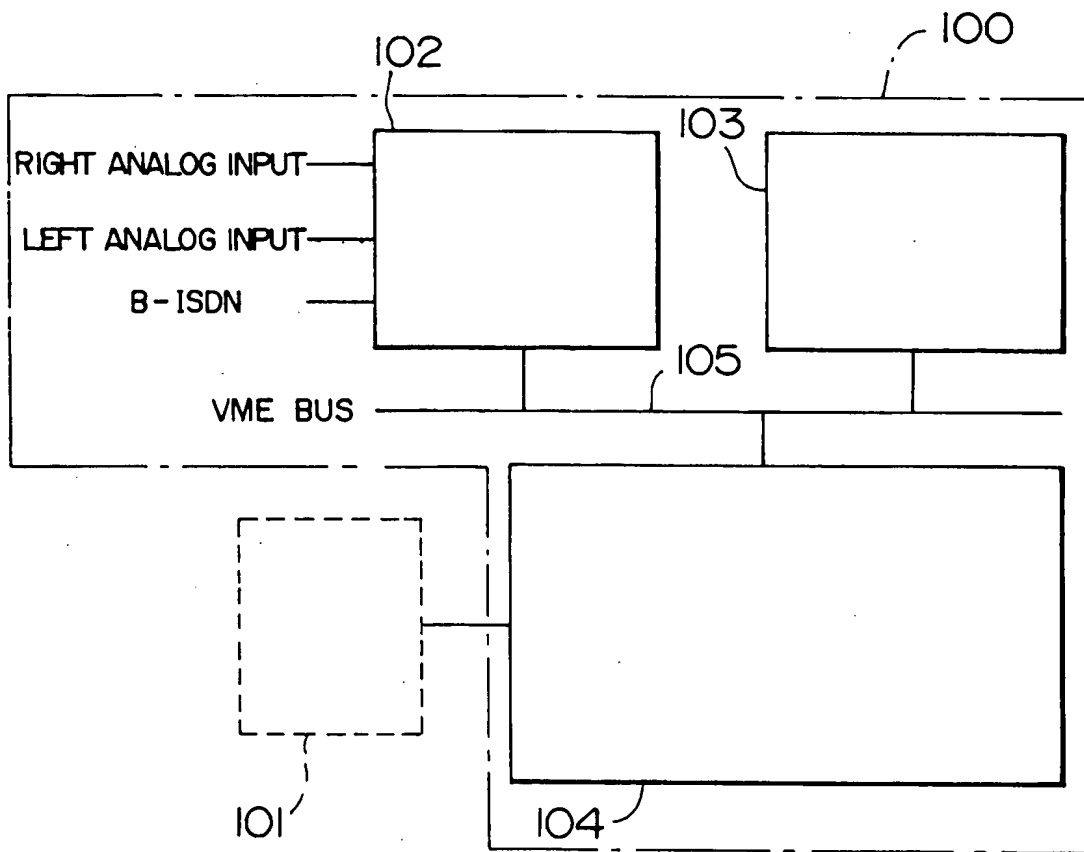 100
102
103
RIGHT ANALOG INPUT
LEFT ANALOG INPUT
B-ISDN
105
VME BUS
101
104